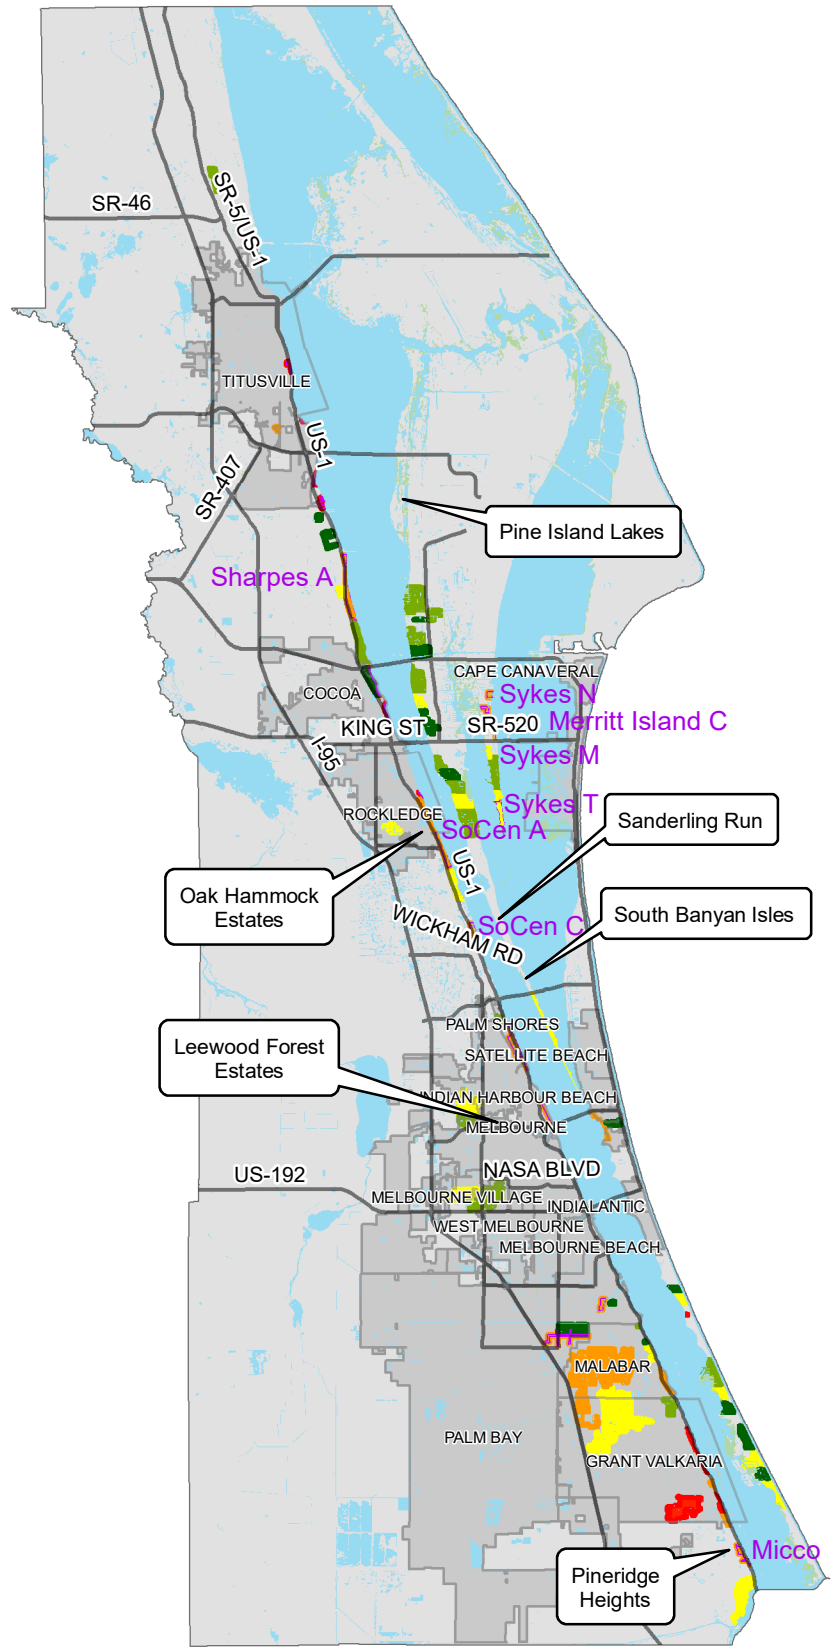 SR-46
SR-5/US-1
TITUSVILLE
US-1
SR-407
Pine Island Lakes
Sharpes A
CAPE CANAVERAL
COCOA
Sykes N
KING ST
SR-520
Merritt Island C
I-95
Sykes M
ROCKLEDGE
Sykes T
SoCen A
Sanderling Run
US-1
Oak Hammock
Estates
South Banyan Isles
WICKHAM RD
SoCen C
PALM SHORES
Leewood Forest
Estates
SATELLITE BEACH
INDIAN HARBOUR BEACH
MELBOURNE
NASA BLVD
US-192
MELBOURNE VILLAGE
INDIALANTIC
WEST MELBOURNE
MELBOURNE BEACH
MALABAR
PALM BAY
GRANT VALKARIA
Micco
Pineridge
Heights